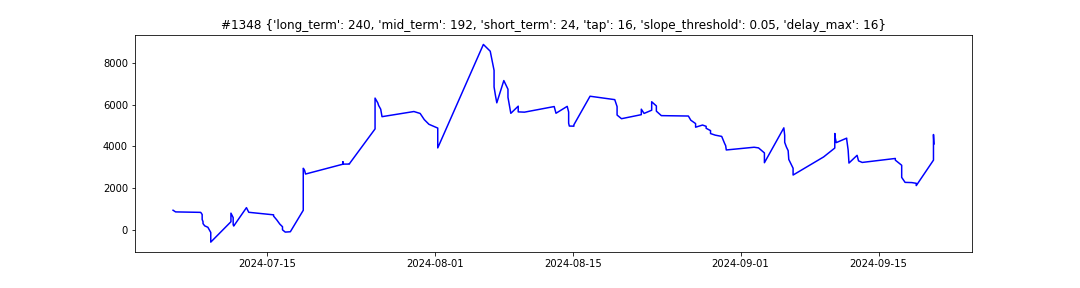 #1348 {'long_term': 240, 'mid_term': 192, 'short_term': 24, 'tap': 16, 'slope_threshold': 0.05, 'delay_max': 16}
8000
6000
4000
2000
0
2024-07-15 2024-08-01 2024-08-15 2024-09-01 2024-09-15